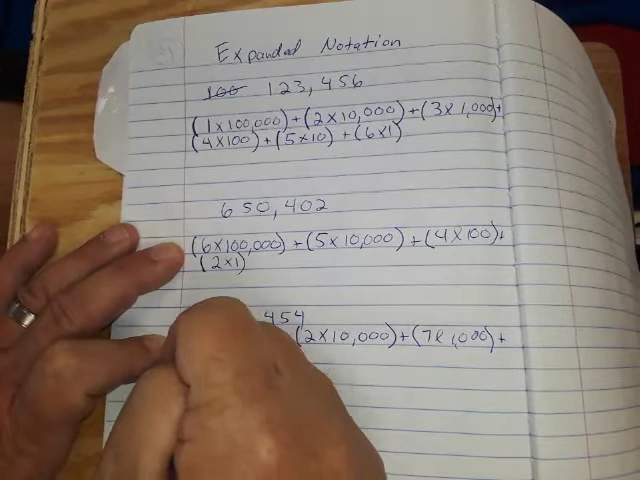 Expanded Notation
100 123,456
(1x100,000)+(2x10,000)+(3x1,000)+
(4x100)+(5x10)+(6x1)
650,402
(6x100,000)+(5x10,000)+(4x100)+
(2x1)
454
(2x10,000)+(7x1,000)+